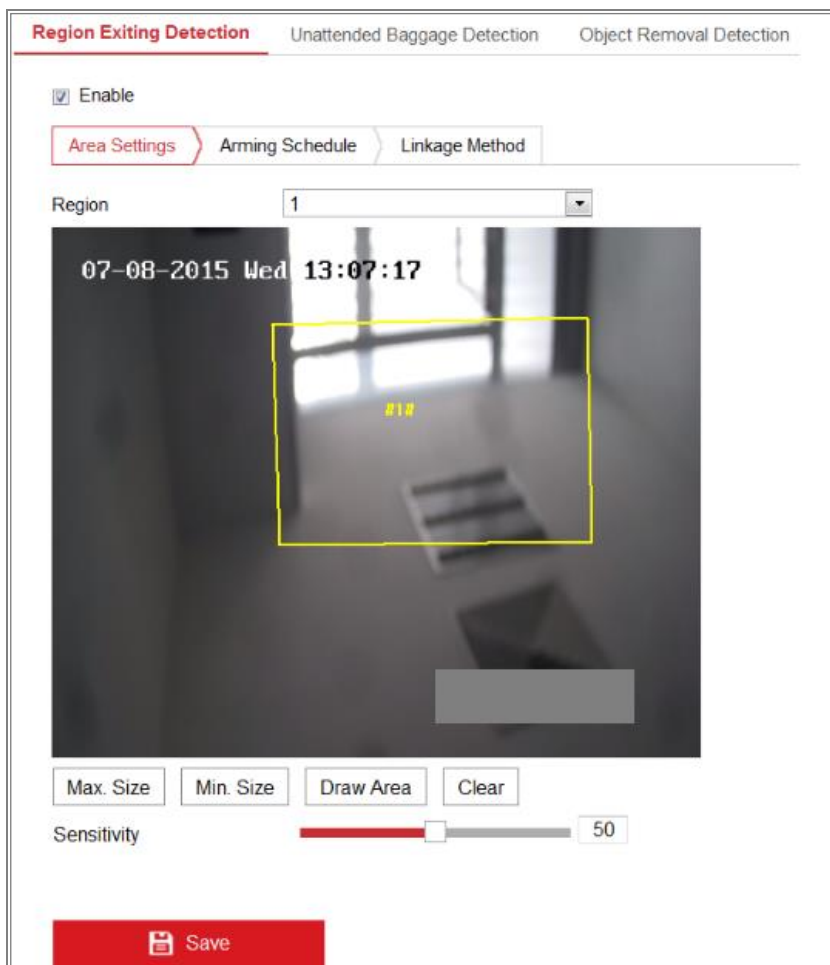 Region Exiting Detection Unattended Baggage Detection Object Removal Detection
Enable
Area Settings Arming Schedule Linkage Method
Region 1
07-08-2015 Wed 13:07:17
#1#
Max. Size Min. Size Draw Area Clear
Sensitivity 50
Save